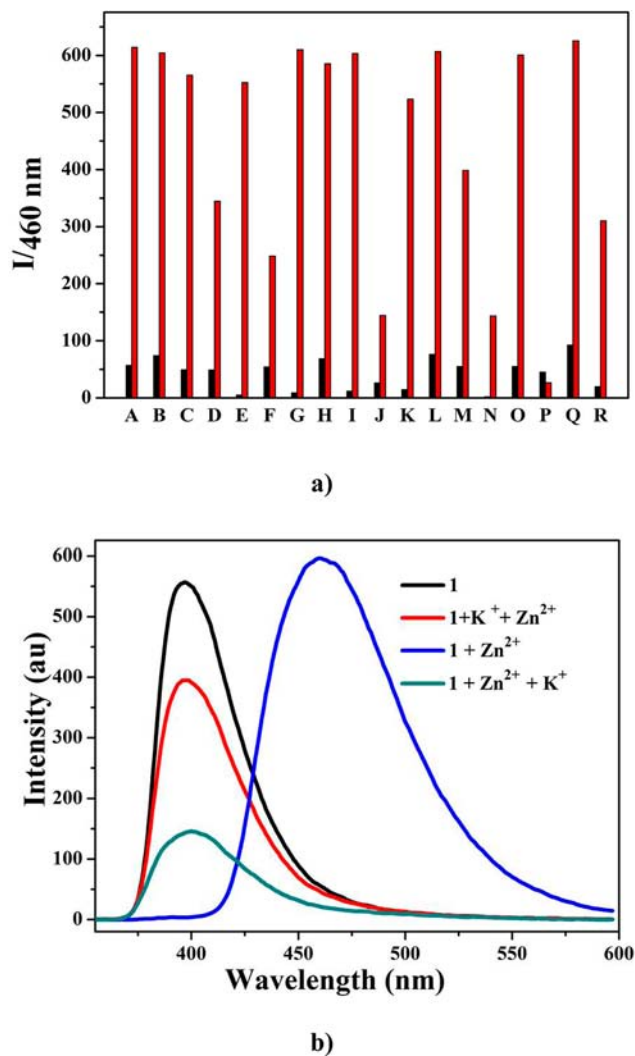 600
500
400
300
200
100
0
I/460 nm
A B C D E F G H I J K L M N O P Q R
a)
600
500
400
300
200
100
0
Intensity (au)
1
1+K⁺+ Zn²⁺
1 + Zn²⁺
1 + Zn²⁺ + K⁺
400 450 500 550 600
Wavelength (nm)
b)